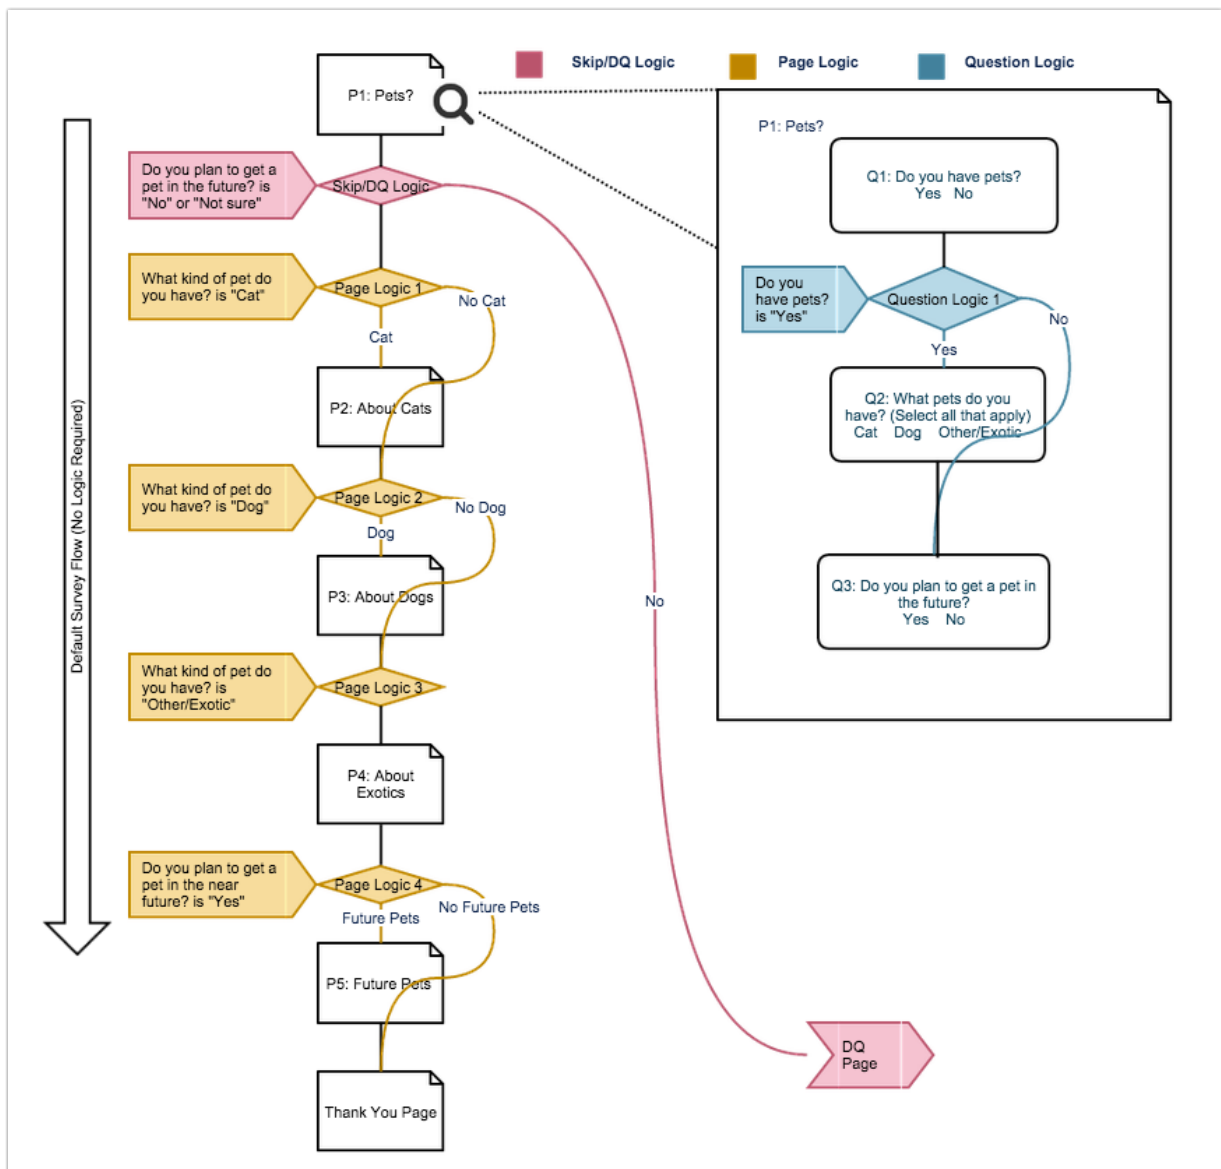 Skip/DQ Logic
Page Logic
Question Logic
P1: Pets?
Do you plan to get a
pet in the future? is
"No" or "Not sure"
Skip/DQ Logic
What kind of pet do
you have? is "Cat"
Page Logic 1
No Cat
Cat
P2: About Cats
What kind of pet do
you have? is "Dog"
Page Logic 2
No Dog
Dog
P3: About Dogs
What kind of pet do
you have? is
"Other/Exotic"
Page Logic 3
P4: About
Exotics
Do you plan to get a
pet in the near
future? is "Yes"
Page Logic 4
No Future Pets
Future Pets
P5: Future Pets
Thank You Page
Default Survey Flow (No Logic Required)
No
DQ
Page
P1: Pets?
Q1: Do you have pets?
Yes No
Do you
have pets?
is "Yes"
Question Logic 1
No
Yes
Q2: What pets do you
have? (Select all that apply)
Cat Dog Other/Exotic
Q3: Do you plan to get a pet in
the future?
Yes No